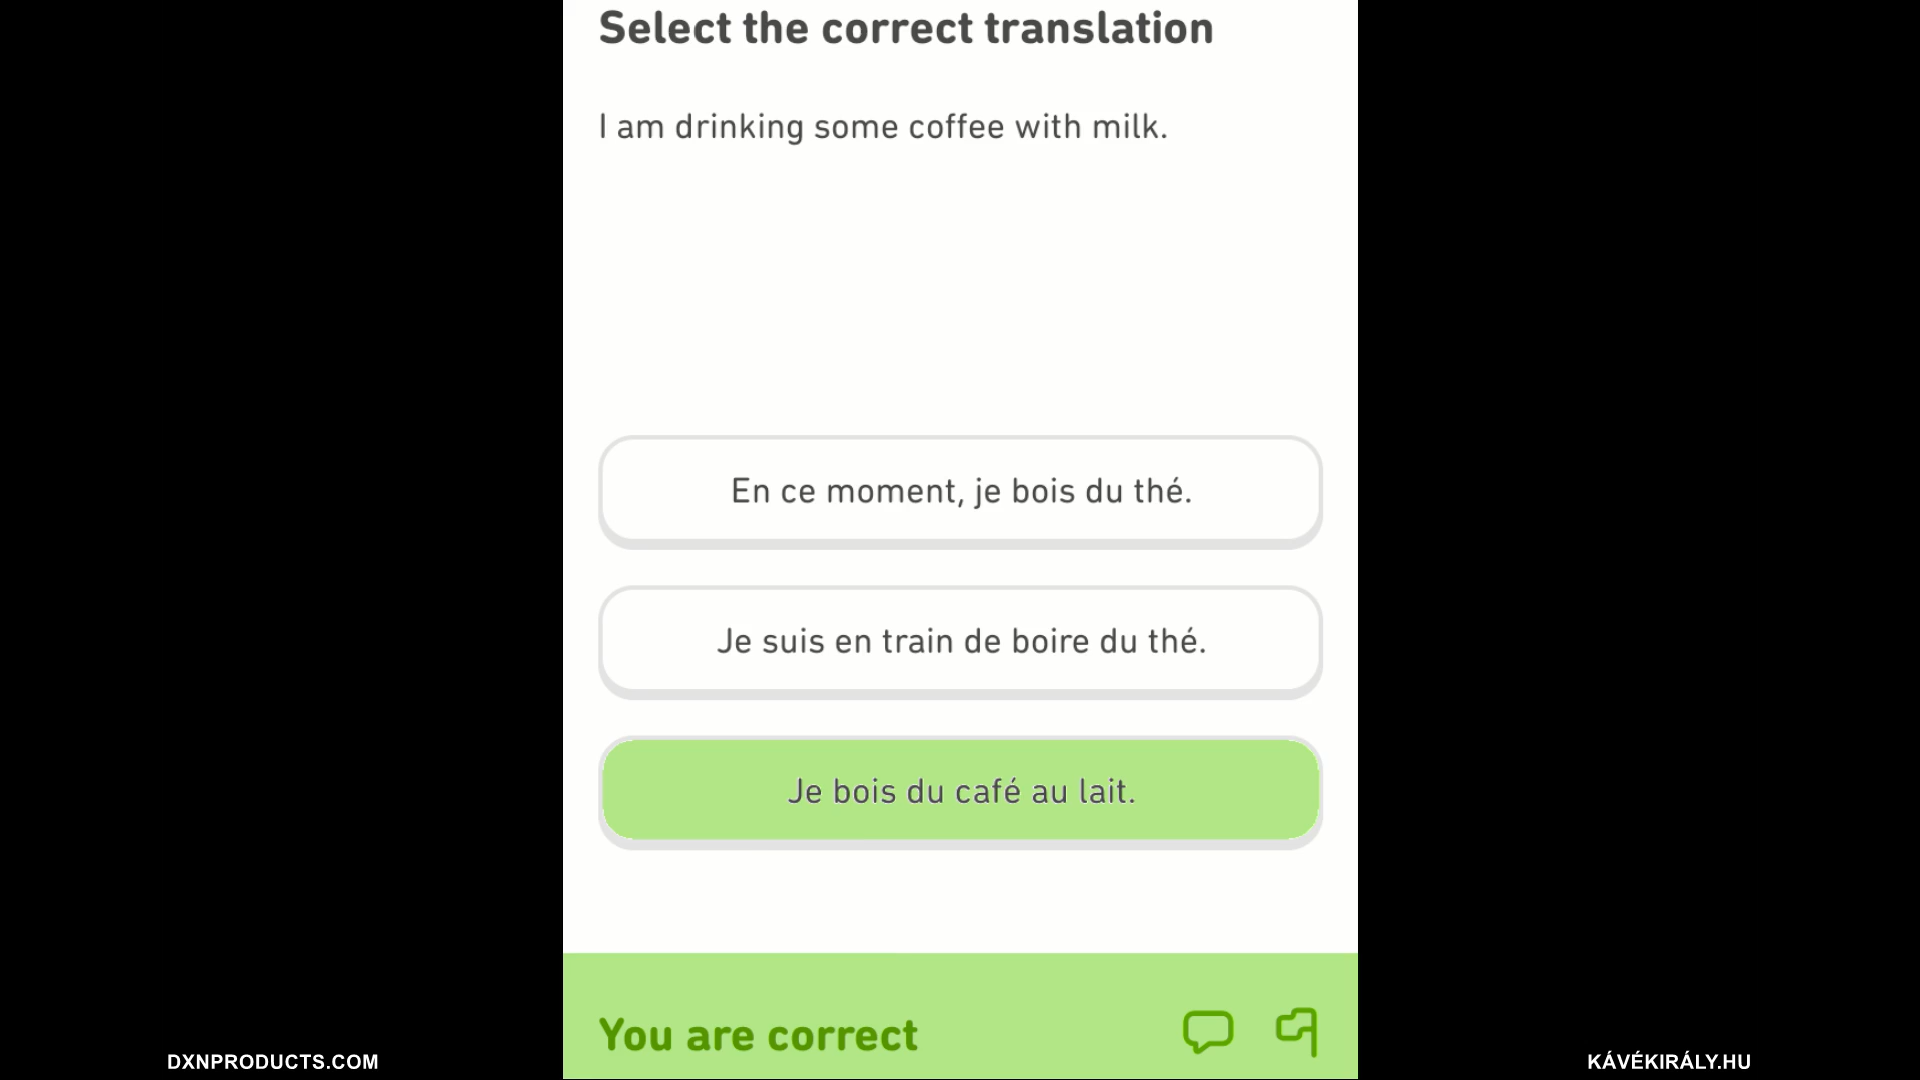 Select the correct translation
I am drinking some coffee with milk.
En ce moment, je bois du thé.
Je suis en train de boire du thé.
Je bois du café au lait.
You are correct
DXNPRODUCTS.COM
KÁVÉKIRÁLY.HU